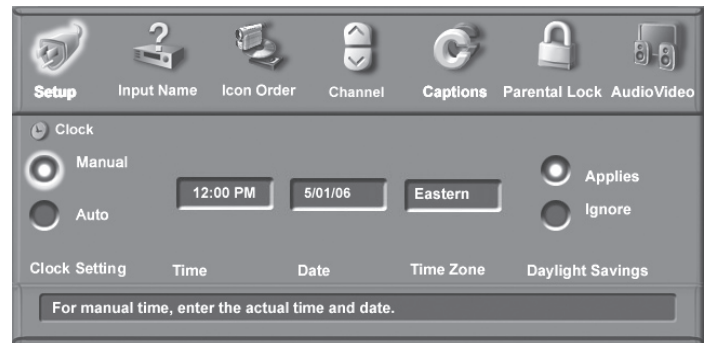 Setup Input Name Icon Order Channel Captions Parental Lock AudioVideo
Clock
Manual
12:00 PM 5/01/06 Eastern
Applies
Auto
Ignore
Clock Setting Time Date Time Zone Daylight Savings
For manual time, enter the actual time and date.